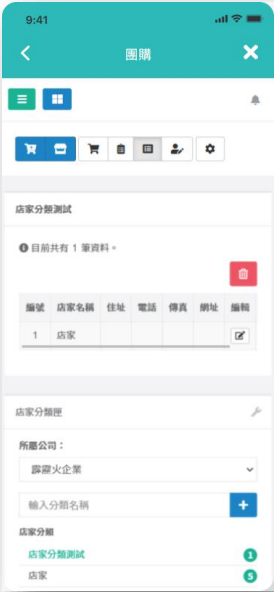 9:41
團購
店家分類測試
目前共有 1 筆資料。
編號 店家名稱 住址 電話 傳真 網址 編輯
1 店家
店家分類匣
所屬公司：
霹靂火企業
輸入分類名稱
店家分類
店家分類測試 1
店家 5